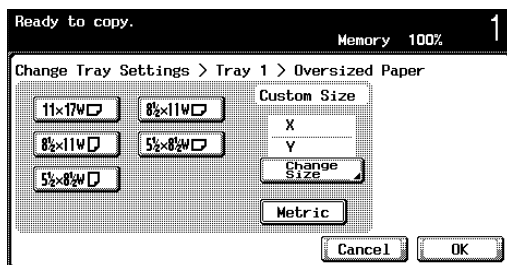 Ready to copy.
1
Memory 100%
Change Tray Settings > Tray 1 > Oversized Paper
Custom Size
11×17W
8½×11W
X
8½×11W
5½×8½W
Y
Change
Size
5½×8½W
Metric
Cancel
OK